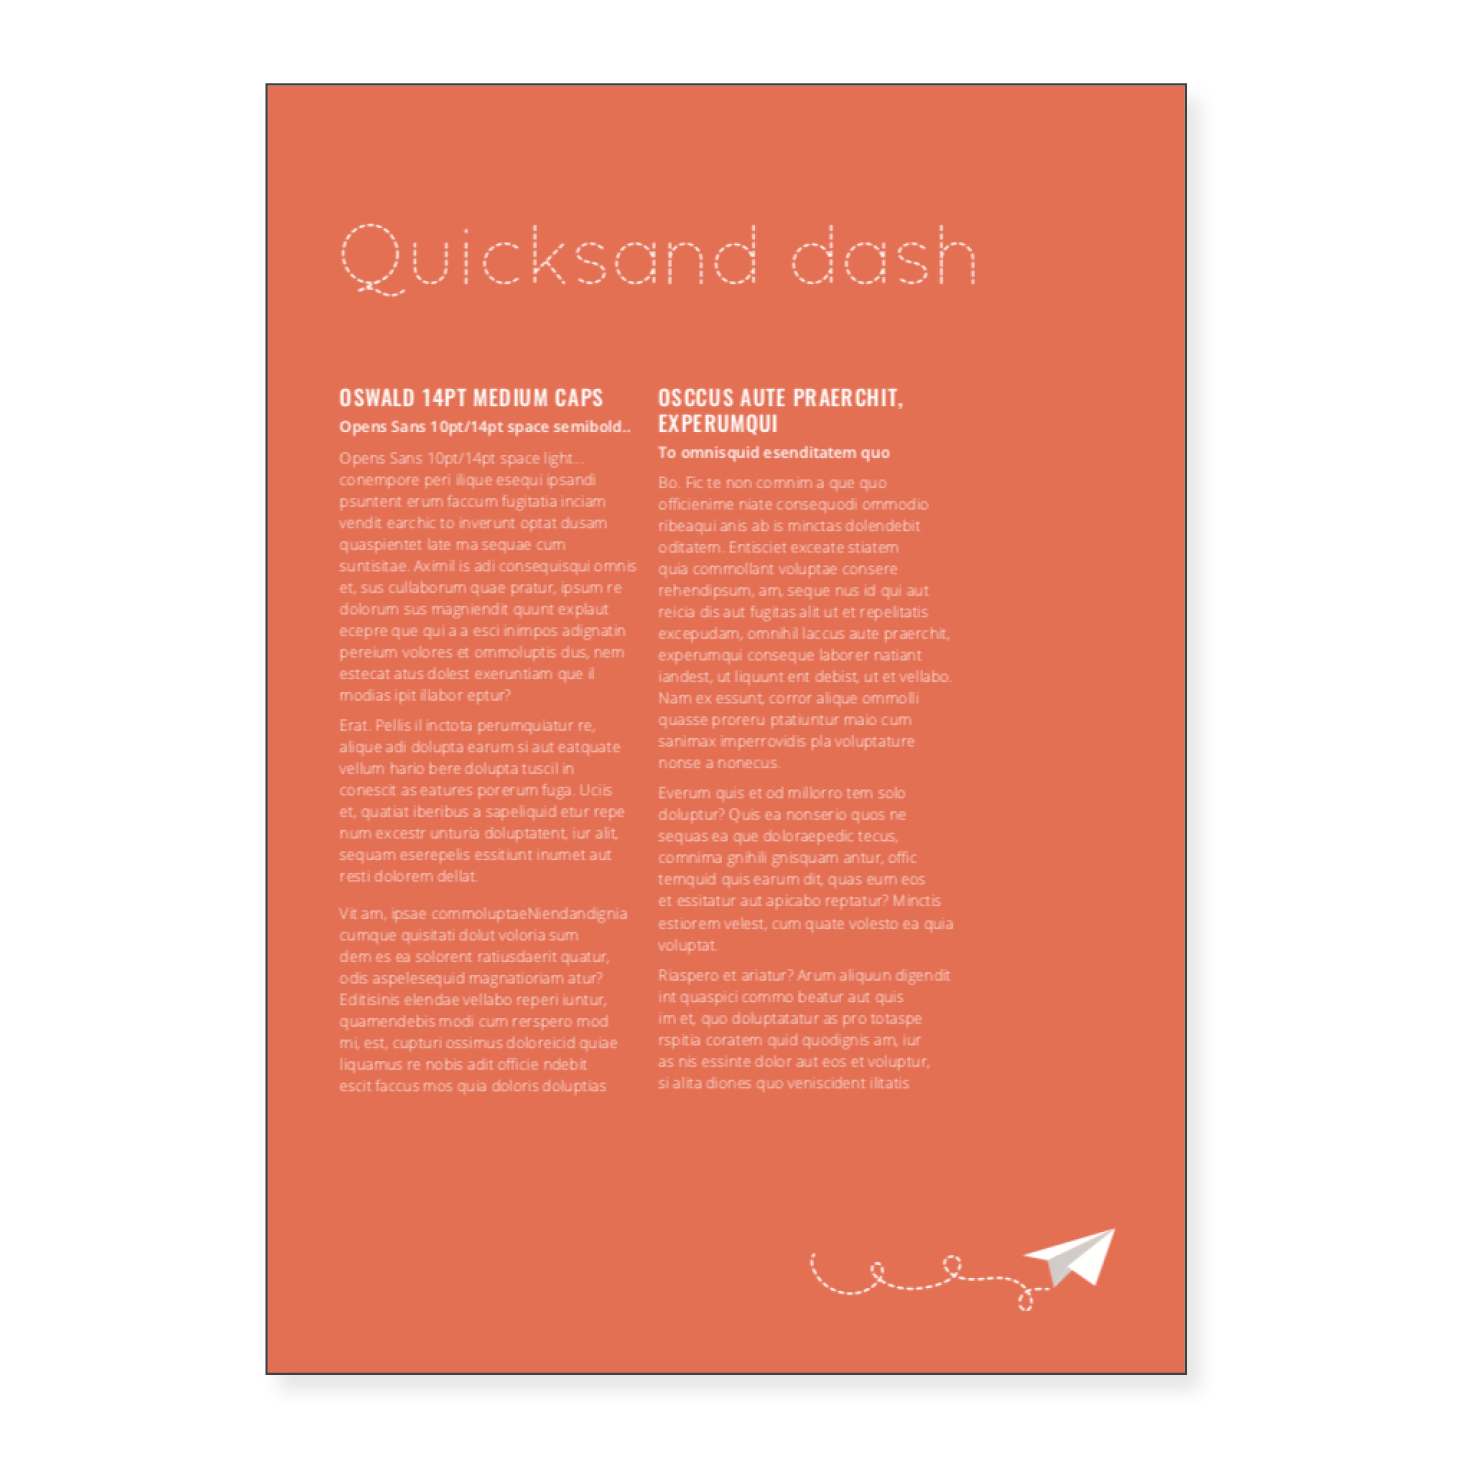 Quicksand dash
OSWALD 14PT MEDIUM CAPS
Opens Sans 10pt/14pt space semibold..
Opens Sans 10pt/14pt space light...
conempore peri ilique esequi ipsandi
psuntent erum faccum fugitatia inciam
vendit earchic to inverunt optat dusam
quaspientet late ma sequae cum
suntisitae. Aximil is adi consequisqui omnis
et, sus cullaborum quae pratur, ipsum re
dolorum sus magniendit quunt explaut
ecepre que qui a a esci inimpos adignatin
pereium volores et ommoluptis dus, nem
estecat atus dolest exeruntiam que il
modias ipit illabor eptur?
Erat. Pellis il inctota perumquiatur re,
alique adi dolupta earum si aut eatquate
vellum hario bere dolupta tuscil in
conescit as eatures porerum fuga. Uciis
et, quatiat iberibus a sapeliquid etur repe
num excestr unturia doluptatent, iur alit,
sequam eserepelis essitiunt inumet aut
resti dolorem dellat.
Vit am, ipsae commoluptaeNiendandignia
cumque quisitati dolut voloria sum
dem es ea solorent ratiusdaerit quatur,
odis aspelesequid magnatioriam atur?
Editisinis elendae vellabo reperi iuntur,
quamendebis modi cum rerspero mod
mi, est, cupturi ossimus doloreicid quiae
liquamus re nobis adit officie ndebit
escit faccus mos quia doloris doluptias
OSCCUS AUTE PRAERCHIT,
EXPERUMQUI
To omnisquid esenditatem quo
Bo. Fic te non comnim a que quo
officienime niate consequodi ommodio
ribeaqui anis ab is minctas dolendebit
oditatem. Entisciet exceate stiatem
quia commollant voluptae consere
rehendipsum, am, seque nus id qui aut
reicia dis aut fugitas alit ut et repelitatis
excepudam, omnihil laccus aute praerchit,
experumqui conseque laborer natiant
iandest, ut liquunt ent debist, ut et vellabo.
Nam ex essunt, corror alique ommolli
quasse proreru ptatiuntur maio cum
sanimax imperrovidis pla voluptature
nonse a nonecus.
Everum quis et od millorro tem solo
doluptur? Quis ea nonserio quos ne
sequas ea que doloraepedic tecus,
comnima gnihili gnisquam antur, offic
temquid quis earum dit, quas eum eos
et essitatur aut apicabo reptatur? Minctis
estiorem velest, cum quate volesto ea quia
voluptat.
Riaspero et ariatur? Arum aliquun digendit
int quaspici commo beatur aut quis
im et, quo doluptatatur as pro totaspe
rspitia coratem quid quodignis am, iur
as nis essinte dolor aut eos et voluptur,
si alita diones quo veniscident ilitatis